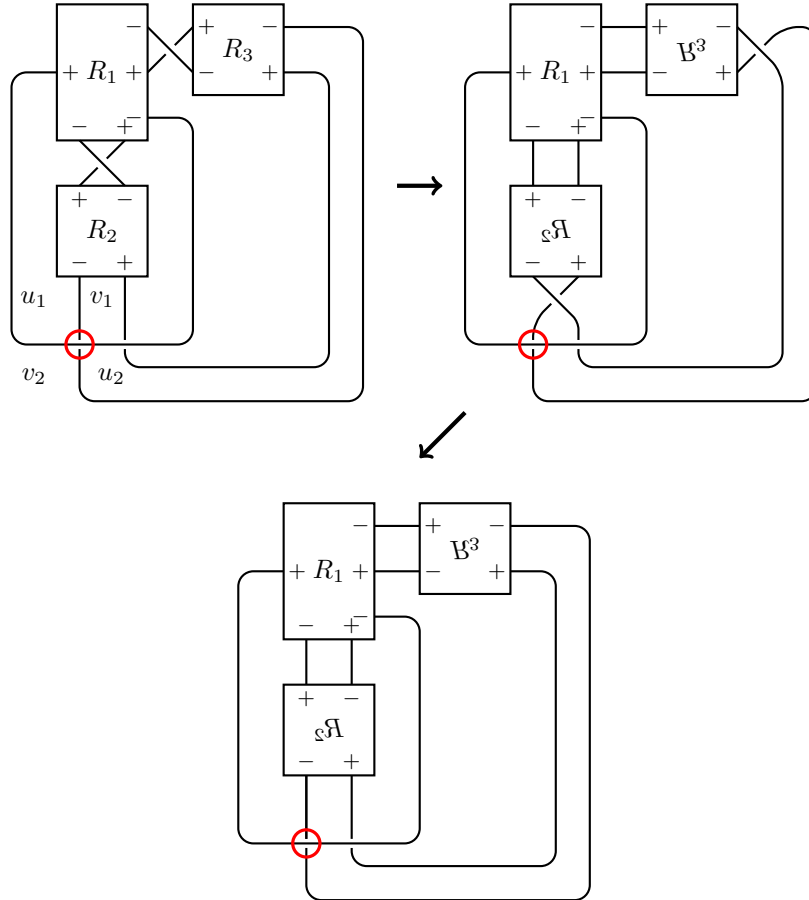 − + −
R₃
+ R₁ + − +
−
− +
+ −
R₂
− +
u₁ v₁
v₂ u₂
− + −
R₃
+ R₁ + − +
−
− +
+ −
R₂
− +
− + −
R₃
+ R₁ + − +
−
− +
+ −
R₂
− +